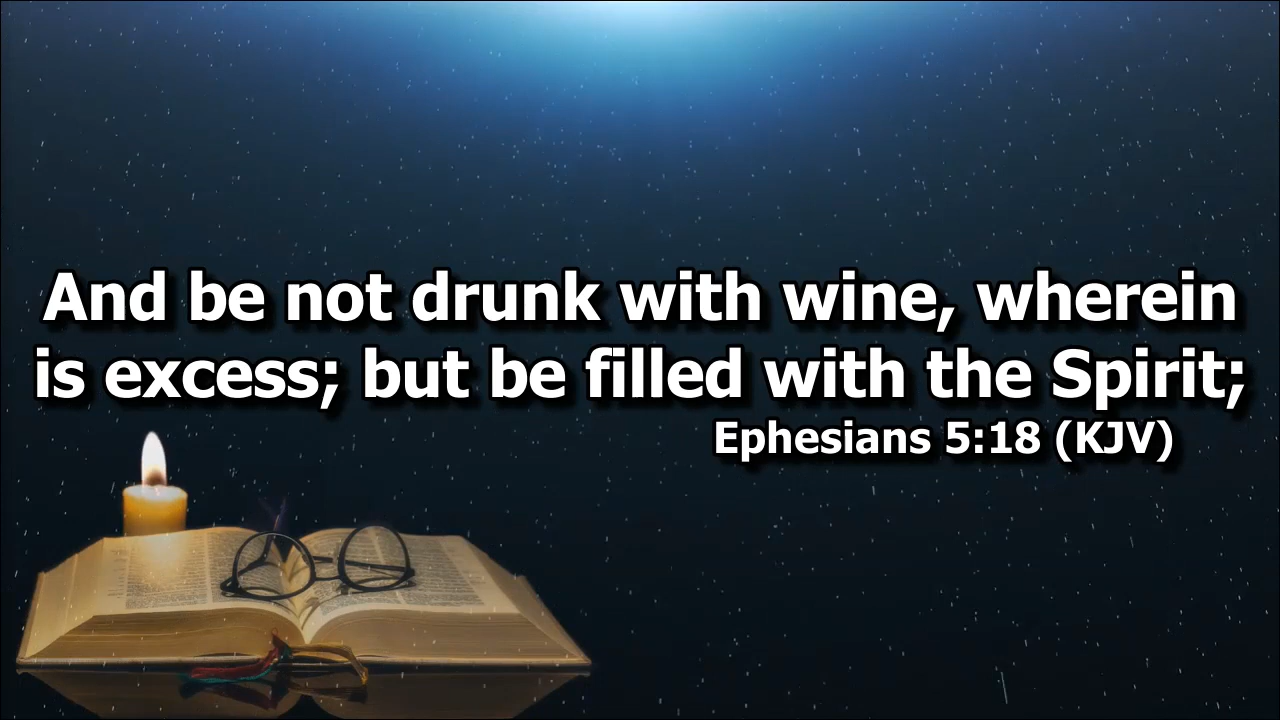 And be not drunk with wine, wherein
is excess; but be filled with the Spirit;
Ephesians 5:18 (KJV)